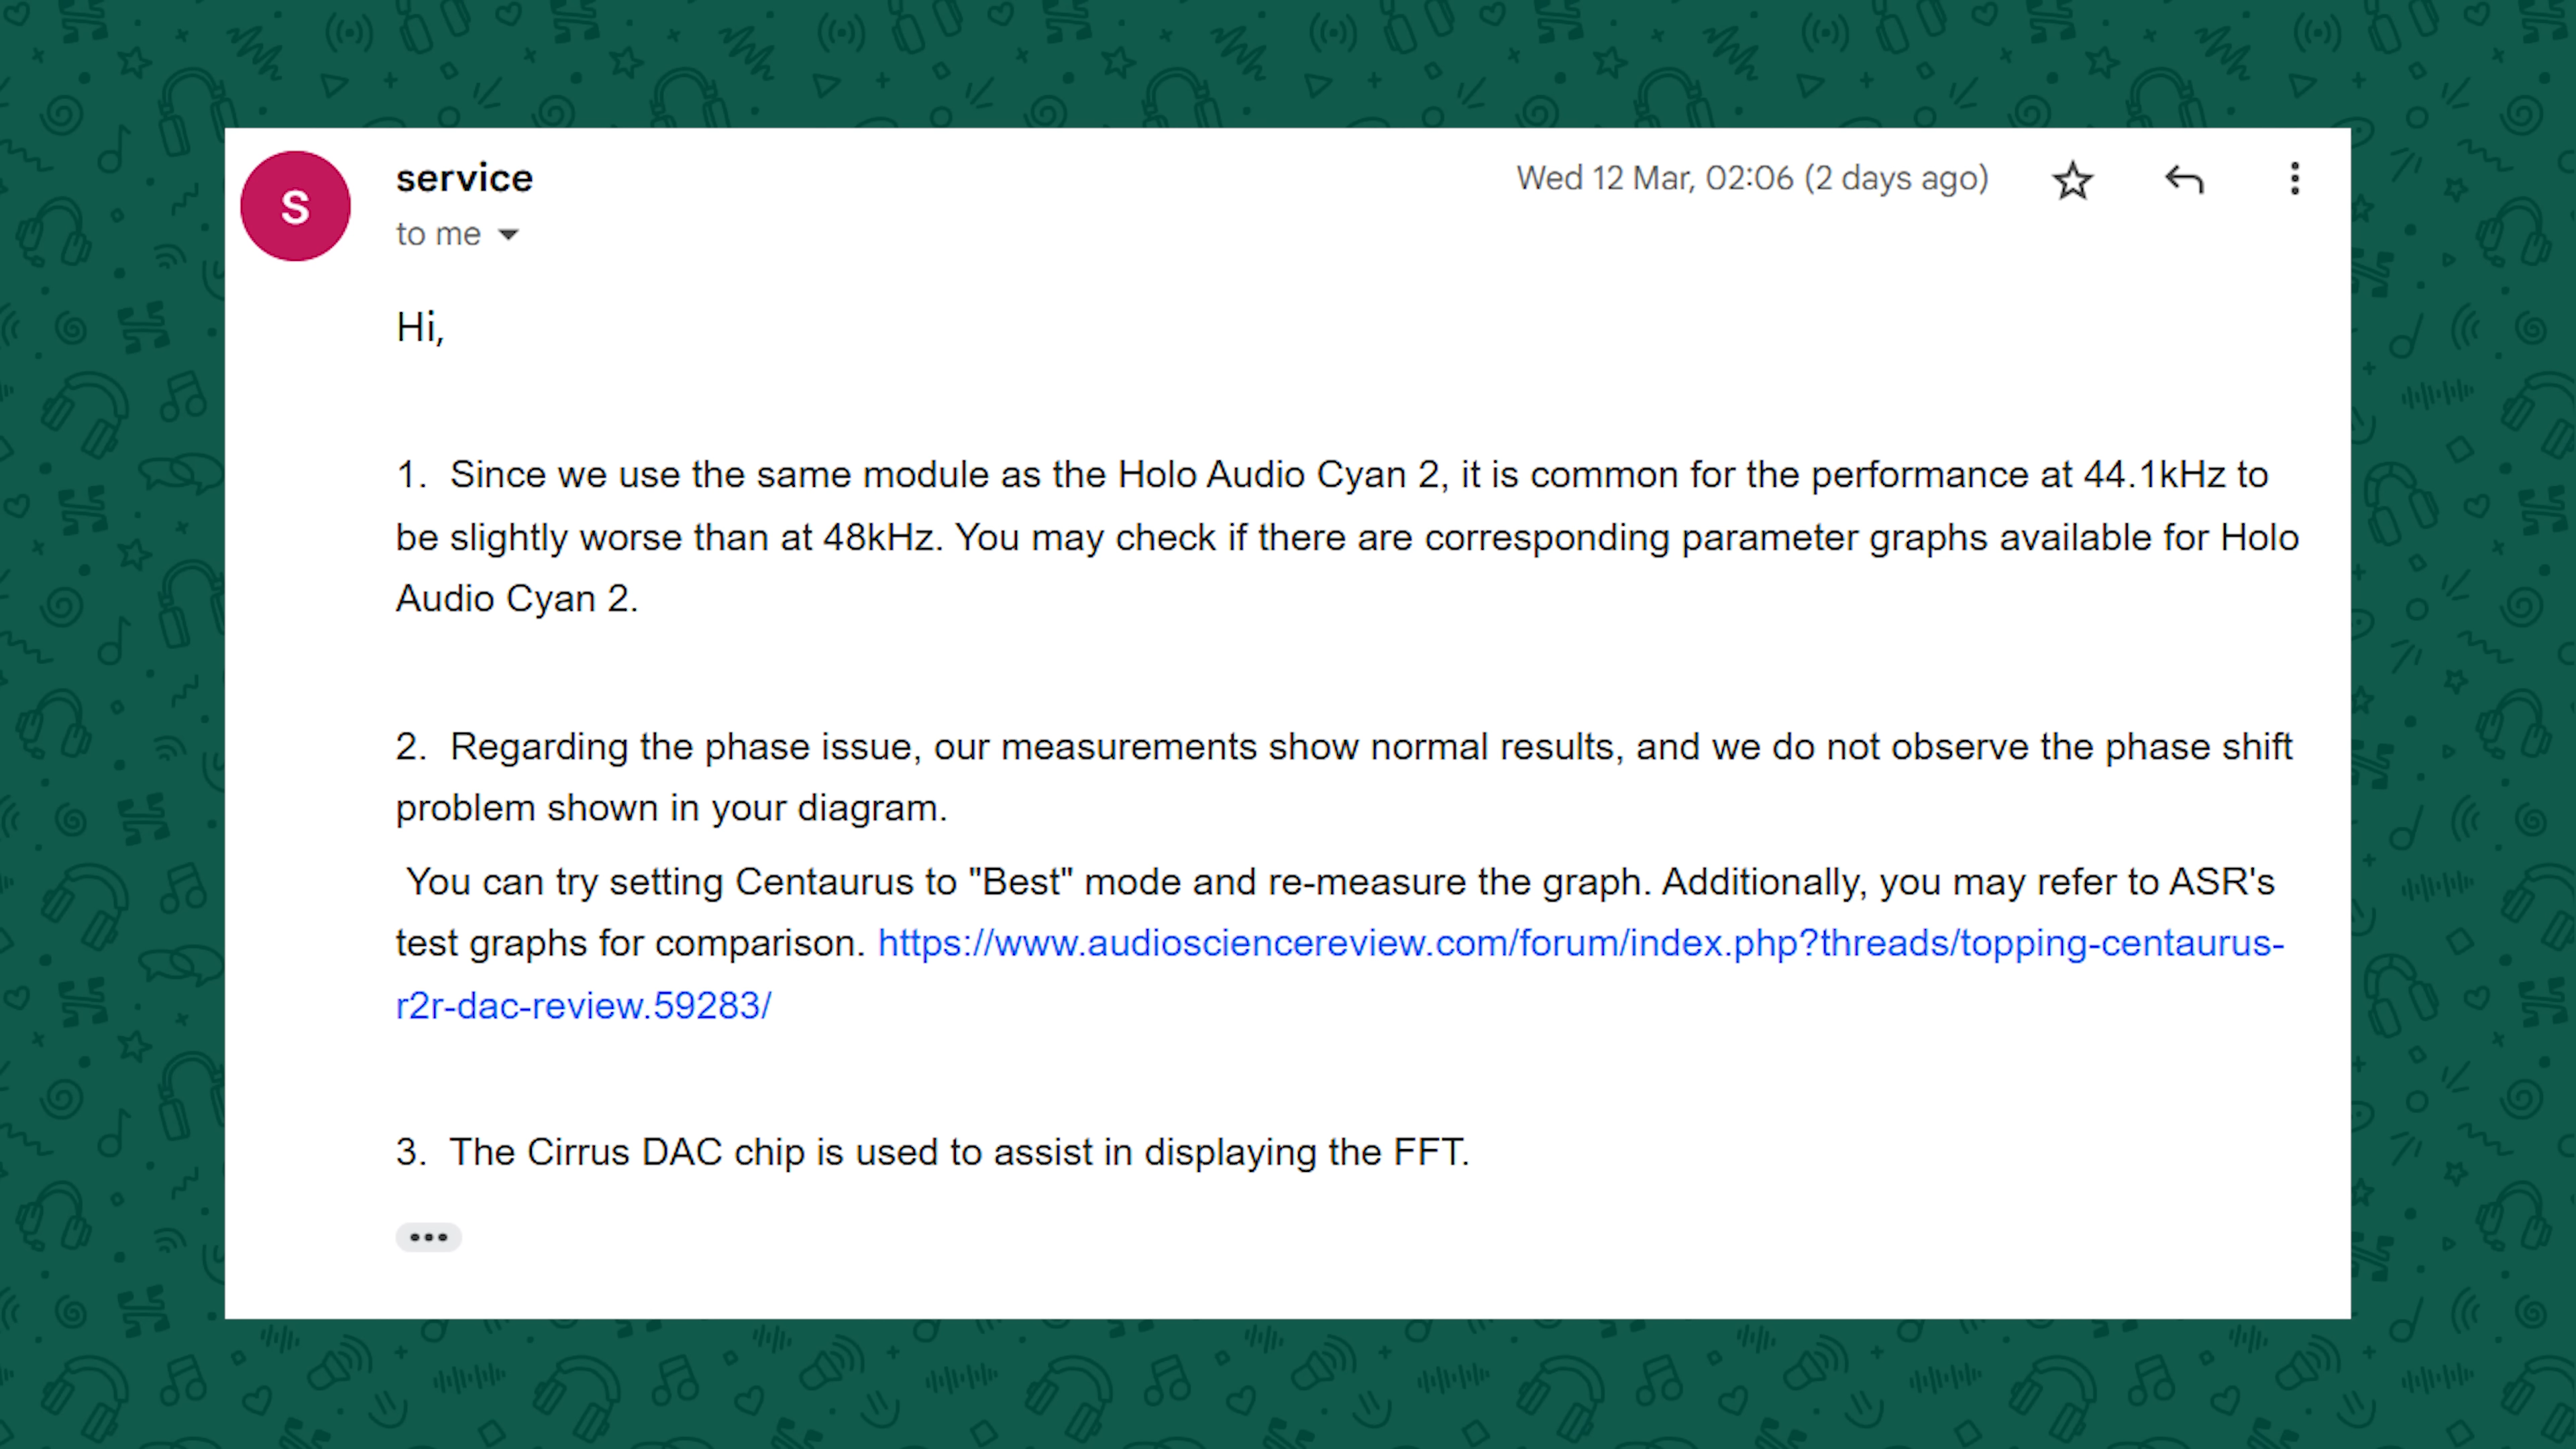 S
service
Wed 12 Mar, 02:06 (2 days ago)
to me
Hi,
1. Since we use the same module as the Holo Audio Cyan 2, it is common for the performance at 44.1kHz to
be slightly worse than at 48kHz. You may check if there are corresponding parameter graphs available for Holo
Audio Cyan 2.
2. Regarding the phase issue, our measurements show normal results, and we do not observe the phase shift
problem shown in your diagram.
You can try setting Centaurus to "Best" mode and re-measure the graph. Additionally, you may refer to ASR's
test graphs for comparison. https://www.audiosciencereview.com/forum/index.php?threads/topping-centaurus-
r2r-dac-review.59283/
3. The Cirrus DAC chip is used to assist in displaying the FFT.